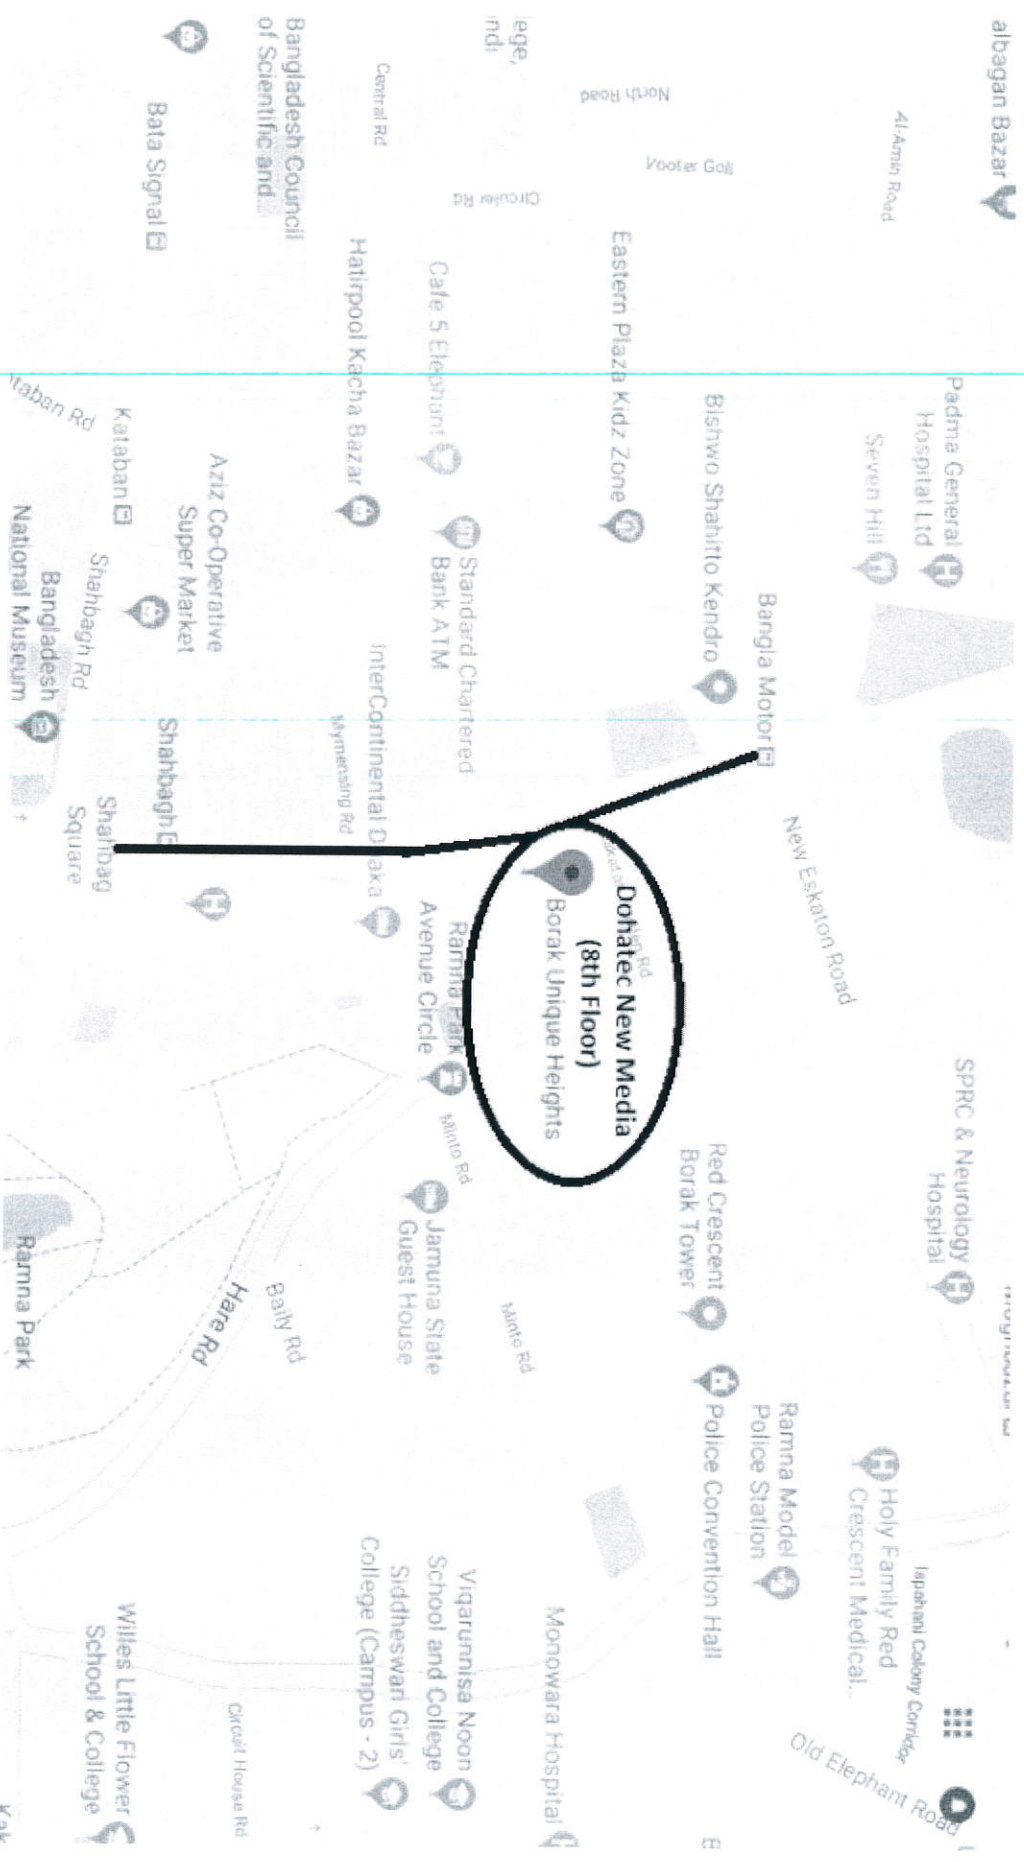 albagan Bazar
Al-Amin Road
Padma General
Hospital Ltd
Seven Hill
SPRC & Neurology
Hospital
Ispahani Colony Corridor
Holy Family Red
Crescent Medical...
Old Elephant Road
New Eskaton Road
Bangla Motor
Ramna Model
Police Station
Bishwo Shahitto Kendro
Red Crescent
Borak Tower
Police Convention Hall
North Road
Eastern Plaza Kidz Zone
Dohatec New Media
(8th Floor)
Borak Unique Heights
Monowara Hospital
ege,
Circular Rd
Cafe 5 Elephant
Standard Chartered
Bank ATM
Ramna Park
Avenue Circle
Minto Rd
Minto Rd
Jamuna State
Guest House
Viqarunnisa Noon
School and College
Siddheswari Girls'
College (Campus - 2)
Central Rd
Hatirpool Kacha Bazar
InterContinental Dhaka
Mymensing Rd
Bangladesh Council
of Scientific and...
Baily Rd
Hare Rd
Circuit House Rd
Aziz Co-Operative
Super Market
Bata Signal
Kataban
Shahbagh
Shahbag
Square
Shahbagh Rd
taban Rd
Bangladesh
National Museum
Ramna Park
Willes Little Flower
School & College
Kak